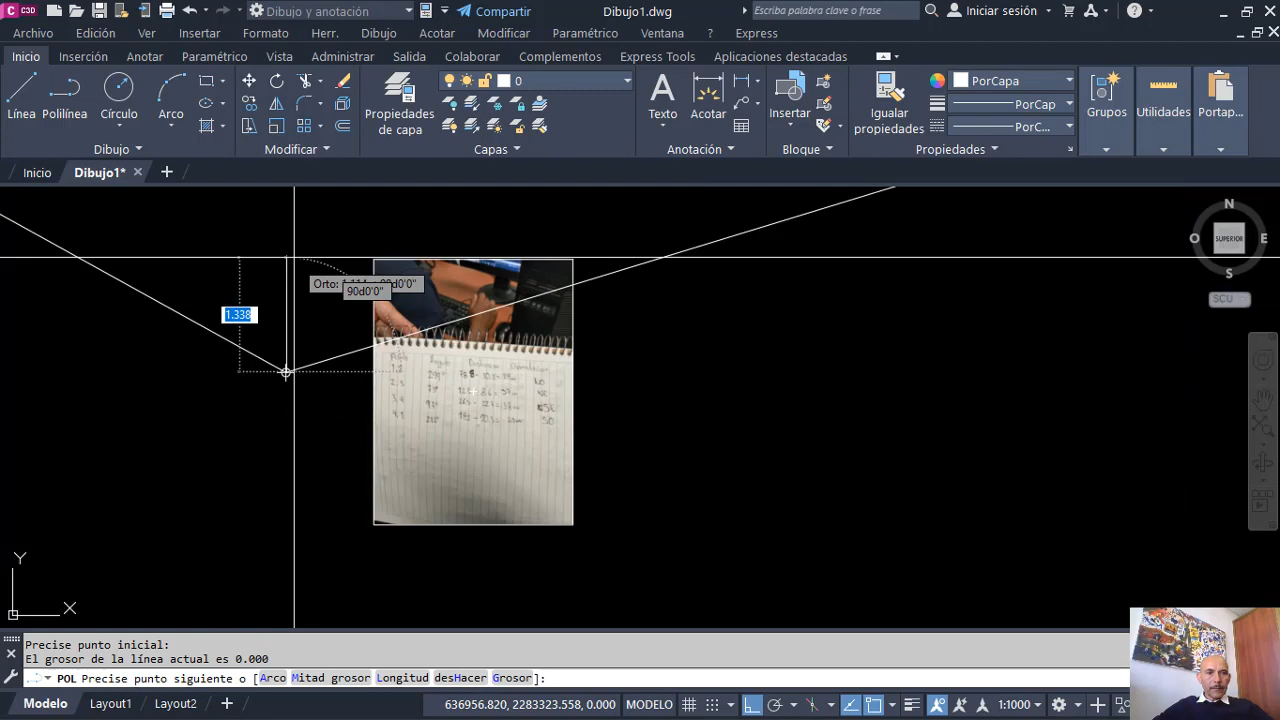 C3D Dibujo y anotación Compartir Dibujo1.dwg Escriba palabra clave o frase Iniciar sesión ?
Archivo Edición Ver Insertar Formato Herr. Dibujo Acotar Modificar Paramétrico Ventana ? Express
Inicio Inserción Anotar Paramétrico Vista Administrar Salida Colaborar Complementos Express Tools Aplicaciones destacadas
0 PorCapa
PorCap
PorC...
Línea Polilínea Círculo Arco Propiedades de capa Texto Acotar Insertar Igualar propiedades Grupos Utilidades Portap...
Dibujo Modificar Capas Anotación Bloque Propiedades
Inicio Dibujo1*
N
O SUPERIOR E
S
SCU
90d0'0"
1.338
Y
X
Precise punto inicial:
El grosor de la línea actual es 0.000
POL Precise punto siguiente o [Arco Mitad grosor Longitud desHacer Grosor]:
Modelo Layout1 Layout2 636956.820, 2283323.558, 0.000 MODELO 1:1000